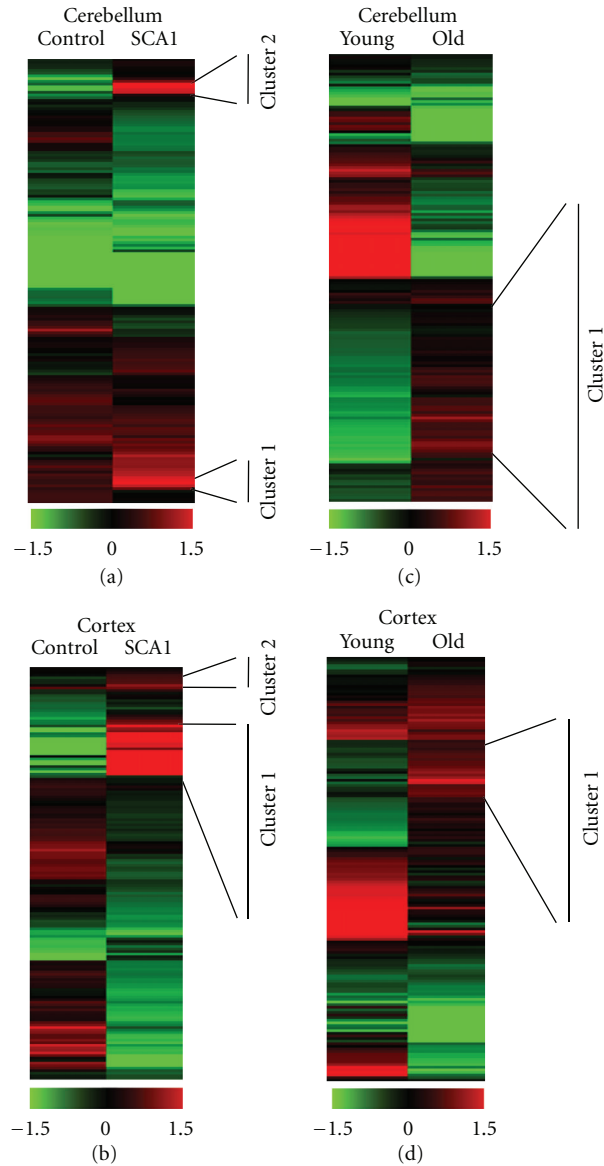 Cerebellum
Control SCA1
Cluster 2
Cluster 1
−1.5 0 1.5
(a)
Cerebellum
Young Old
Cluster 1
−1.5 0 1.5
(c)
Cortex
Control SCA1
Cluster 2
Cluster 1
−1.5 0 1.5
(b)
Cortex
Young Old
Cluster 1
−1.5 0 1.5
(d)